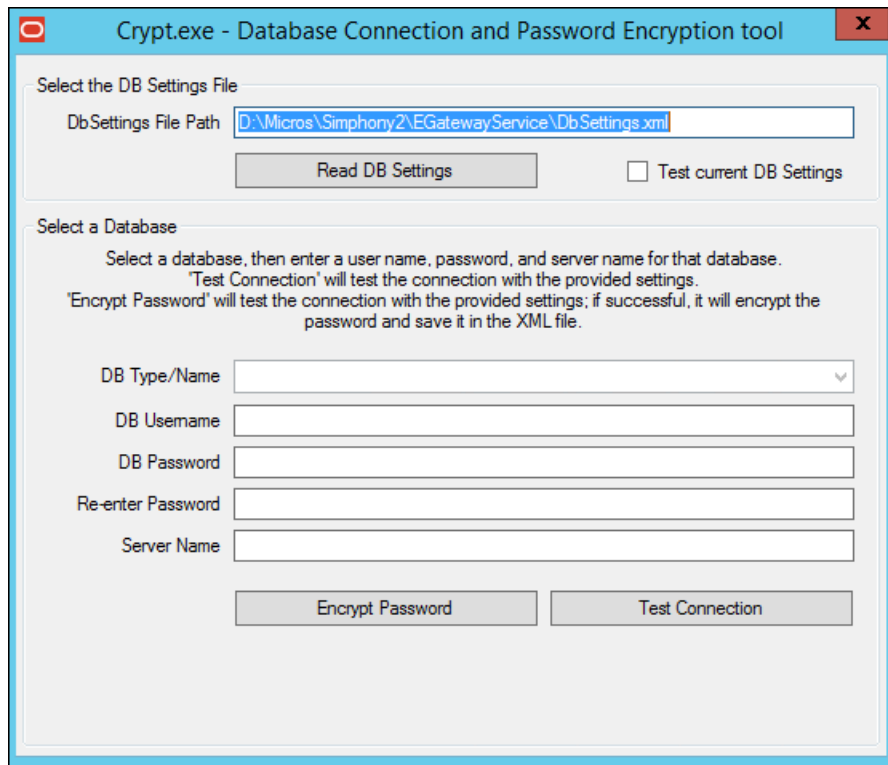 Crypt.exe - Database Connection and Password Encryption tool
x
Select the DB Settings File
DbSettings File Path
D:\Micros\Simphony2\EGatewayService\DbSettings.xml
Read DB Settings
Test current DB Settings
Select a Database
Select a database, then enter a user name, password, and server name for that database.
'Test Connection' will test the connection with the provided settings.
'Encrypt Password' will test the connection with the provided settings; if successful, it will encrypt the
password and save it in the XML file.
DB Type/Name
DB Username
DB Password
Re-enter Password
Server Name
Encrypt Password
Test Connection